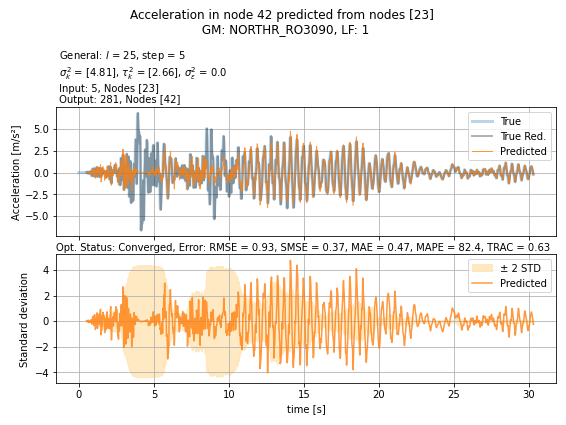 Acceleration in node 42 predicted from nodes [23]
GM: NORTHR_RO3090, LF: 1
General: l = 25, step = 5
σ²ₖ = [4.81], τ²ₖ = [2.66], σ²ε = 0.0
Input: 5, Nodes [23]
Output: 281, Nodes [42]
Acceleration [m/s²]
5.0
2.5
0.0
−2.5
−5.0
True
True Red.
Predicted
Opt. Status: Converged, Error: RMSE = 0.93, SMSE = 0.37, MAE = 0.47, MAPE = 82.4, TRAC = 0.63
Standard deviation
4
2
0
−2
−4
± 2 STD
Predicted
0 5 10 15 20 25 30
time [s]